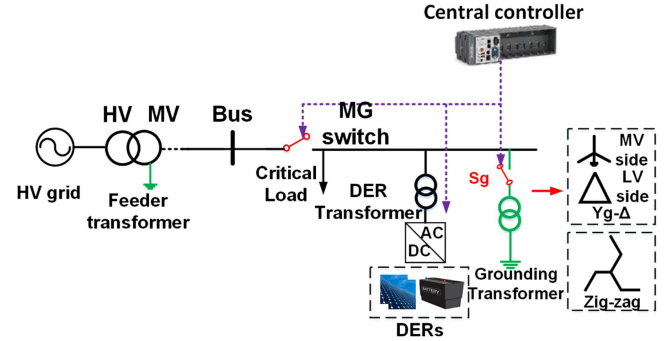 Central controller
HV MV
Bus
MG
switch
HV grid
Feeder
transformer
Critical
Load
DER
Transformer
AC
DC
BATTERY
DERs
Sg
Grounding
Transformer
MV
side
LV
side
Yg-Δ
Zig-zag